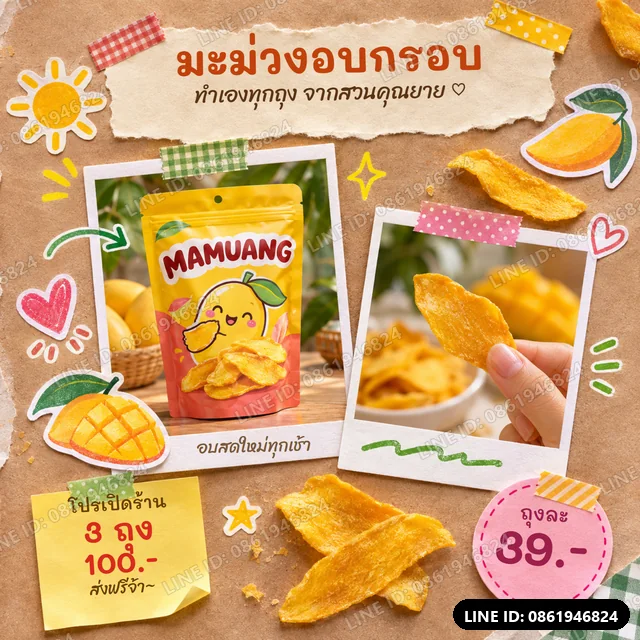 มะม่วงอบกรอบ
ทำเองทุกถุง จากสวนคุณยาย ♡
MAMUANG
อบสดใหม่ทุกเช้า
โปรเปิดร้าน
3 ถุง
100.-
ส่งฟรีจ้า~
ถุงละ
39.-
LINE ID: 0861946824